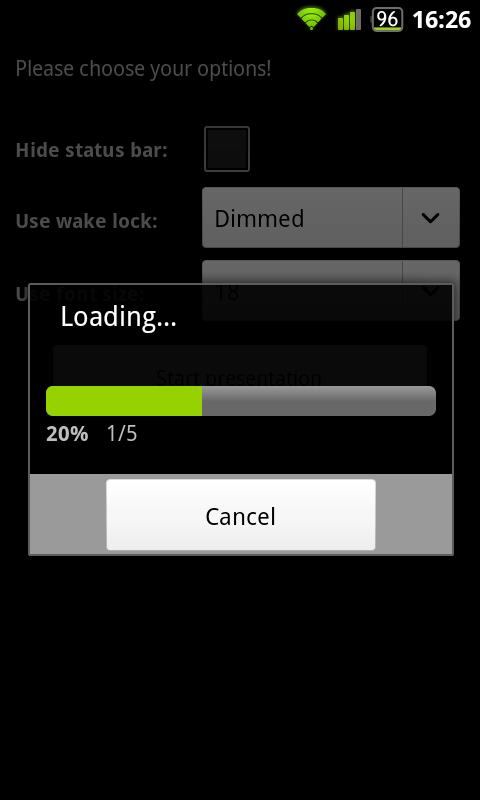 96 16:26
Please choose your options!
Hide status bar:
Use wake lock: Dimmed
Use font size: 18
Loading...
Start presentation
20% 1/5
Cancel